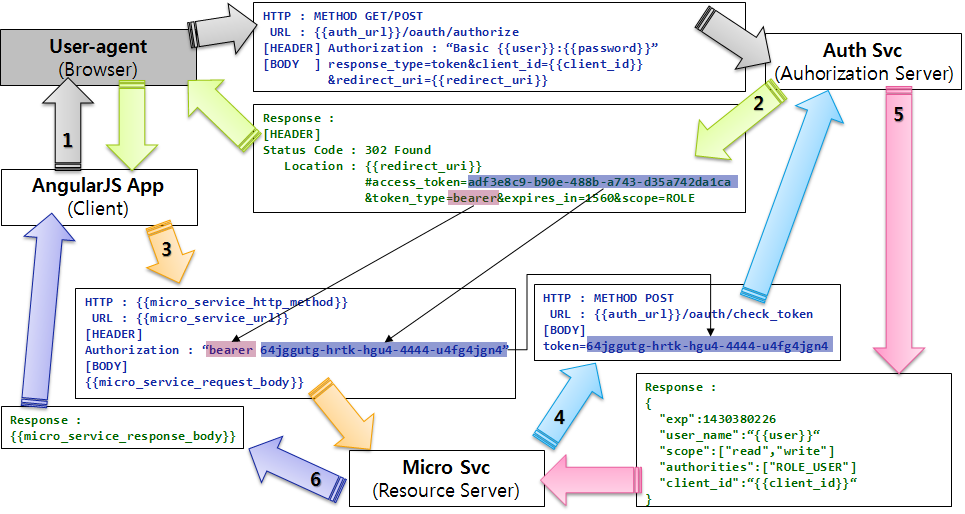 HTTP : METHOD GET/POST
URL : {{auth_url}}/oauth/authorize
[HEADER] Authorization : “Basic {{user}}:{{password}}”
[BODY ] response_type=token&client_id={{client_id}}
&redirect_uri={{redirect_uri}}
User-agent
(Browser)
Auth Svc
(Auhorization Server)
1
2
5
Response :
[HEADER]
Status Code : 302 Found
Location : {{redirect_uri}}
#access_token=adf3e8c9-b90e-488b-a743-d35a742da1ca
&token_type=bearer&expires_in=1560&scope=ROLE
AngularJS App
(Client)
3
HTTP : {{micro_service_http_method}}
URL : {{micro_service_url}}
[HEADER]
Authorization : “bearer 64jggutg-hrtk-hgu4-4444-u4fg4jgn4”
[BODY]
{{micro_service_request_body}}
HTTP : METHOD POST
URL : {{auth_url}}/oauth/check_token
[BODY]
token=64jggutg-hrtk-hgu4-4444-u4fg4jgn4
Response :
{{micro_service_response_body}}
4
6
Micro Svc
(Resource Server)
Response :
{
"exp":1430380226
"user_name":“{{user}}“
"scope":["read","write"]
"authorities":["ROLE_USER"]
"client_id":“{{client_id}}“
}